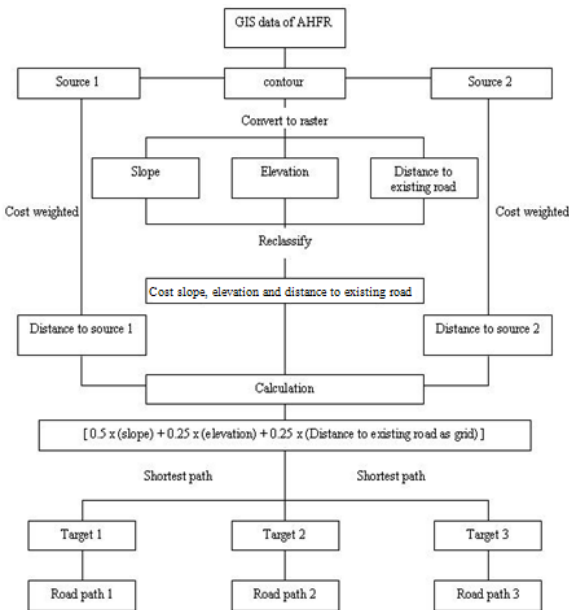 GIS data of AHFR
Source 1
contour
Source 2
Convert to raster
Slope
Elevation
Distance to
existing road
Cost weighted
Cost weighted
Reclassify
Cost slope, elevation and distance to existing road
Distance to source 1
Distance to source 2
Calculation
[ 0.5 x (slope) + 0.25 x (elevation) + 0.25 x (Distance to existing road as grid) ]
Shortest path
Shortest path
Target 1
Target 2
Target 3
Road path 1
Road path 2
Road path 3